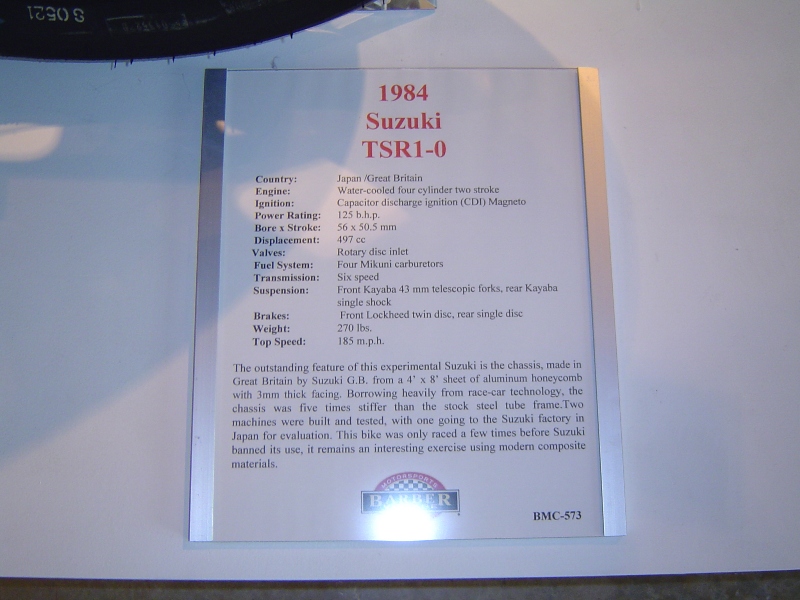 S 0521
1984
Suzuki
TSR1-0
Country: Japan /Great Britain
Engine: Water-cooled four cylinder two stroke
Ignition: Capacitor discharge ignition (CDI) Magneto
Power Rating: 125 b.h.p.
Bore x Stroke: 56 x 50.5 mm
Displacement: 497 cc
Valves: Rotary disc inlet
Fuel System: Four Mikuni carburetors
Transmission: Six speed
Suspension: Front Kayaba 43 mm telescopic forks, rear Kayaba
single shock
Brakes: Front Lockheed twin disc, rear single disc
Weight: 270 lbs.
Top Speed: 185 m.p.h.
The outstanding feature of this experimental Suzuki is the chassis, made in
Great Britain by Suzuki G.B. from a 4' x 8' sheet of aluminum honeycomb
with 3mm thick facing. Borrowing heavily from race-car technology, the
chassis was five times stiffer than the stock steel tube frame.Two
machines were built and tested, with one going to the Suzuki factory in
Japan for evaluation. This bike was only raced a few times before Suzuki
banned its use, it remains an interesting exercise using modern composite
materials.
MOTORSPORTS
BARBER
BMC-573